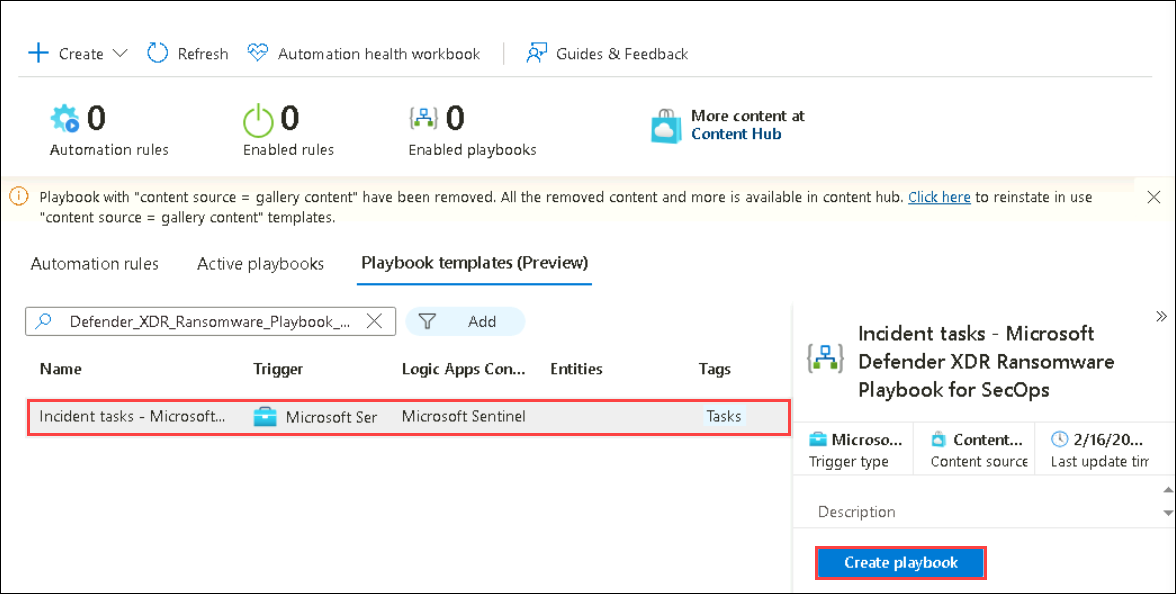 Create
Refresh
Automation health workbook
Guides & Feedback
0
Automation rules
0
Enabled rules
0
Enabled playbooks
More content at
Content Hub
Playbook with "content source = gallery content" have been removed. All the removed content and more is available in content hub. Click here to reinstate in use
"content source = gallery content" templates.
Automation rules
Active playbooks
Playbook templates (Preview)
Defender_XDR_Ransomware_Playbook_...
Add
Name Trigger Logic Apps Con... Entities Tags
Incident tasks - Microsoft... Microsoft Ser Microsoft Sentinel Tasks
Incident tasks - Microsoft
Defender XDR Ransomware
Playbook for SecOps
Microso...
Trigger type
Content...
Content source
2/16/20...
Last update tim
Description
Create playbook